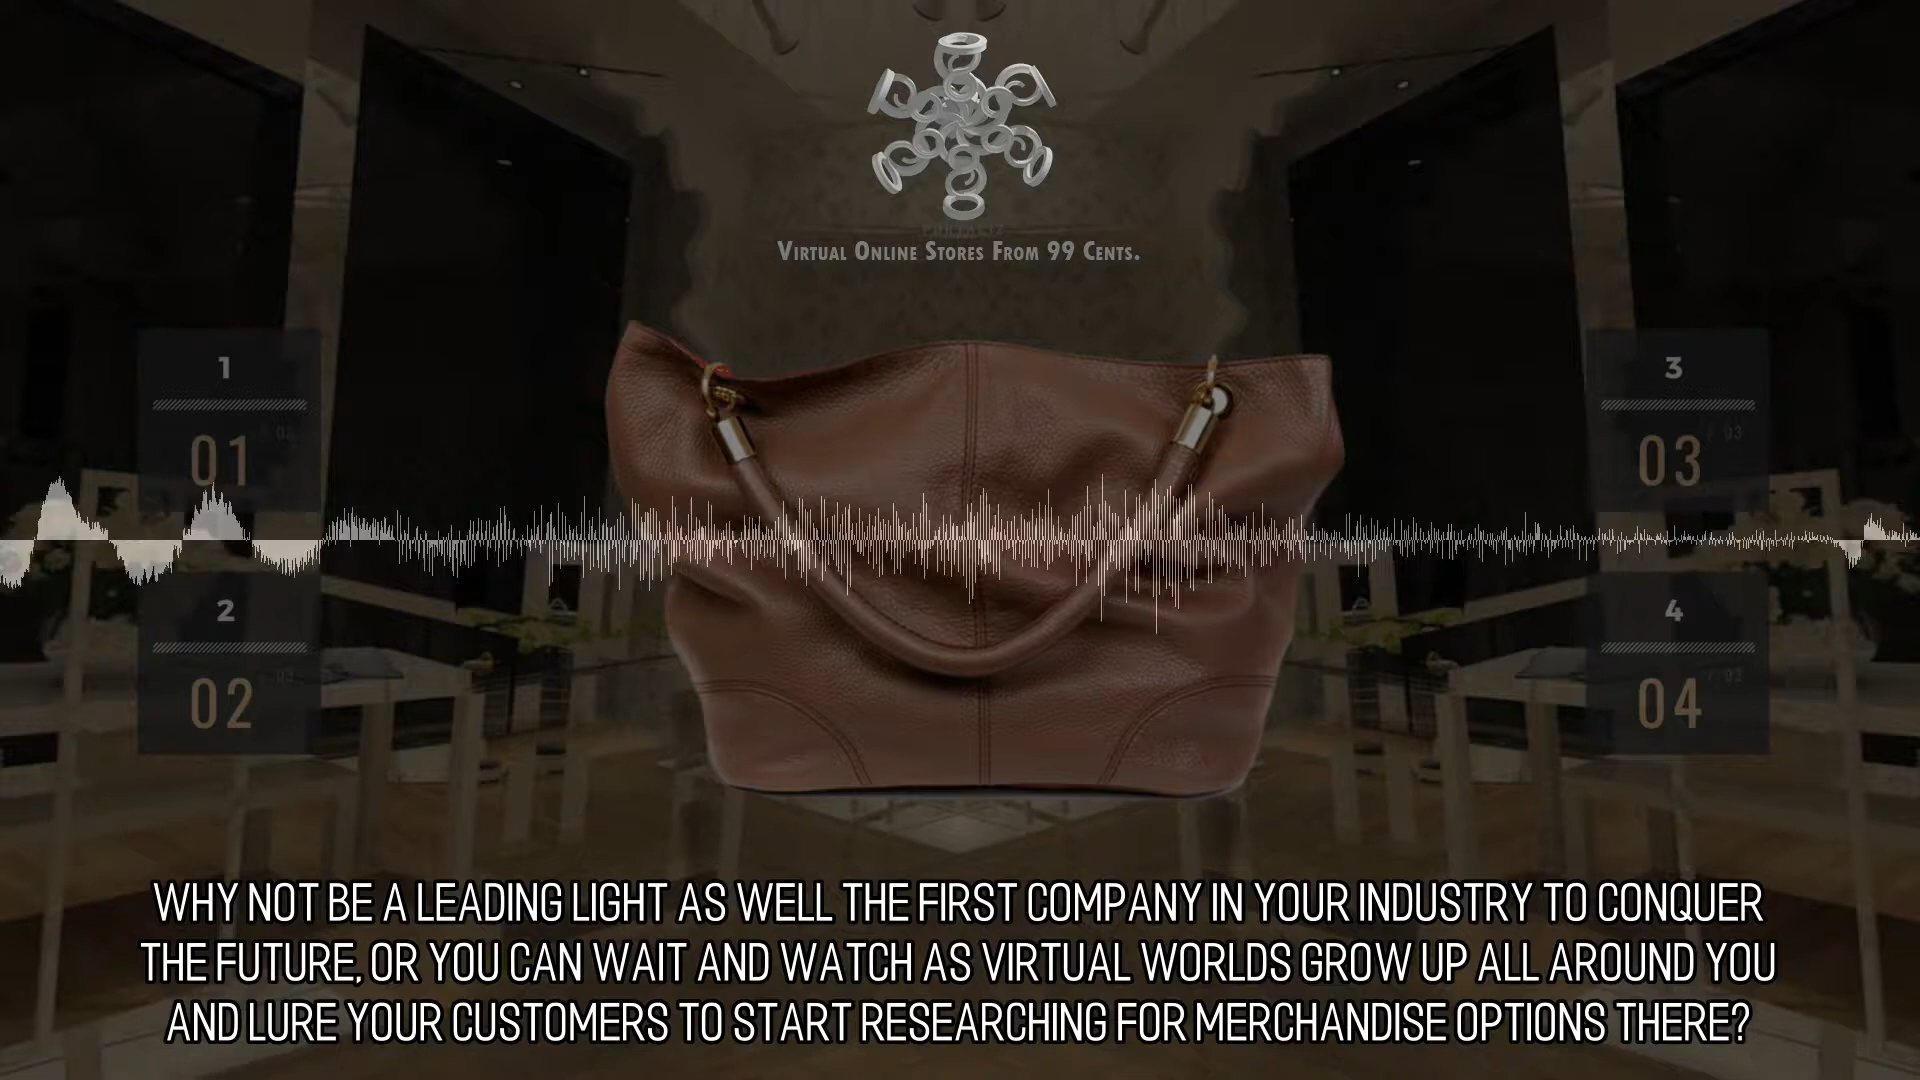 Virtual Online Stores From 99 Cents.
1
01
2
02
3
03
/ 03
4
04
/ 03
WHY NOT BE A LEADING LIGHT AS WELL THE FIRST COMPANY IN YOUR INDUSTRY TO CONQUER
THE FUTURE, OR YOU CAN WAIT AND WATCH AS VIRTUAL WORLDS GROW UP ALL AROUND YOU
AND LURE YOUR CUSTOMERS TO START RESEARCHING FOR MERCHANDISE OPTIONS THERE?